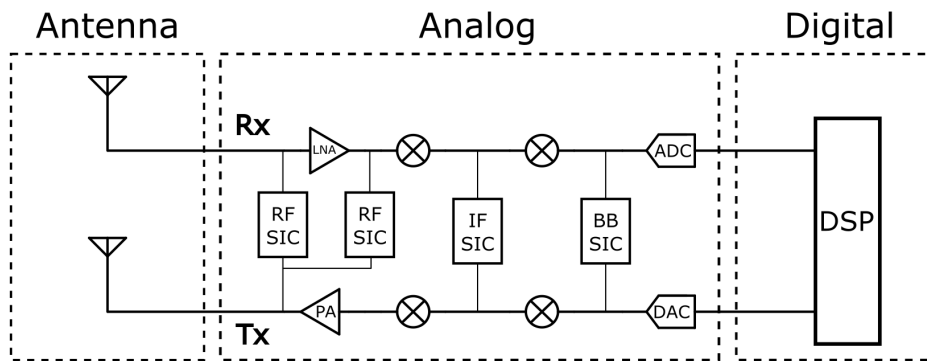 Antenna
Analog
Digital
Rx
LNA
ADC
RF
SIC
RF
SIC
IF
SIC
BB
SIC
DSP
PA
DAC
Tx